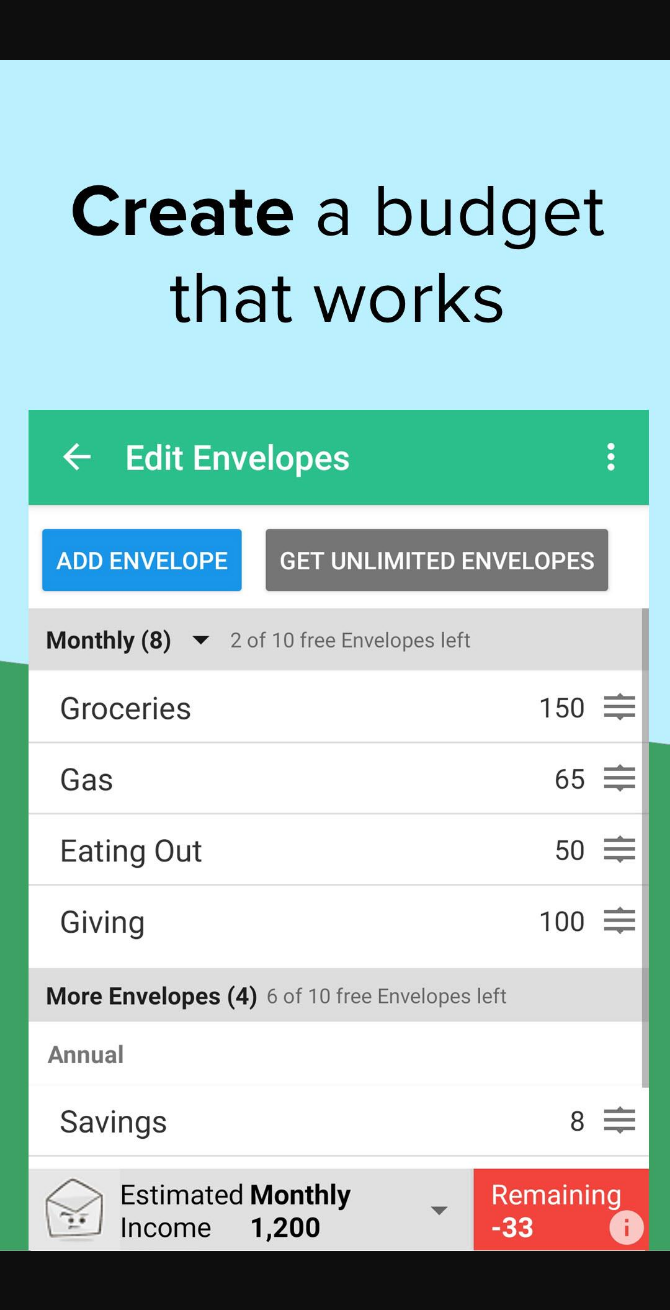 Create a budget
that works
Edit Envelopes
ADD ENVELOPE GET UNLIMITED ENVELOPES
Monthly (8) 2 of 10 free Envelopes left
Groceries 150
Gas 65
Eating Out 50
Giving 100
More Envelopes (4) 6 of 10 free Envelopes left
Annual
Savings 8
Estimated Monthly Remaining
Income 1,200 -33